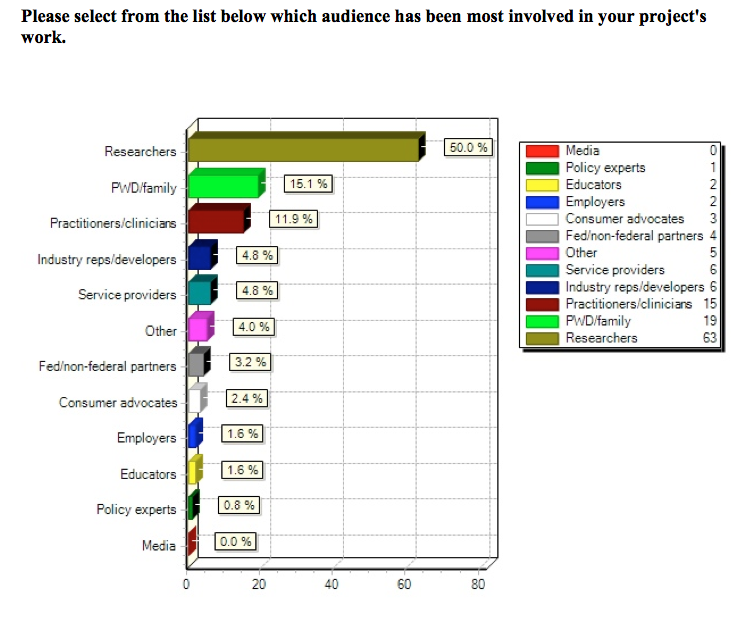 Please select from the list below which audience has been most involved in your project's
work.
Researchers 50.0 %
PWD/family 15.1 %
Practitioners/clinicians 11.9 %
Industry reps/developers 4.8 %
Service providers 4.8 %
Other 4.0 %
Fed/non-federal partners 3.2 %
Consumer advocates 2.4 %
Employers 1.6 %
Educators 1.6 %
Policy experts 0.8 %
Media 0.0 %
0 20 40 60 80
Media 0
Policy experts 1
Educators 2
Employers 2
Consumer advocates 3
Fed/non-federal partners 4
Other 5
Service providers 6
Industry reps/developers 6
Practitioners/clinicians 15
PWD/family 19
Researchers 63